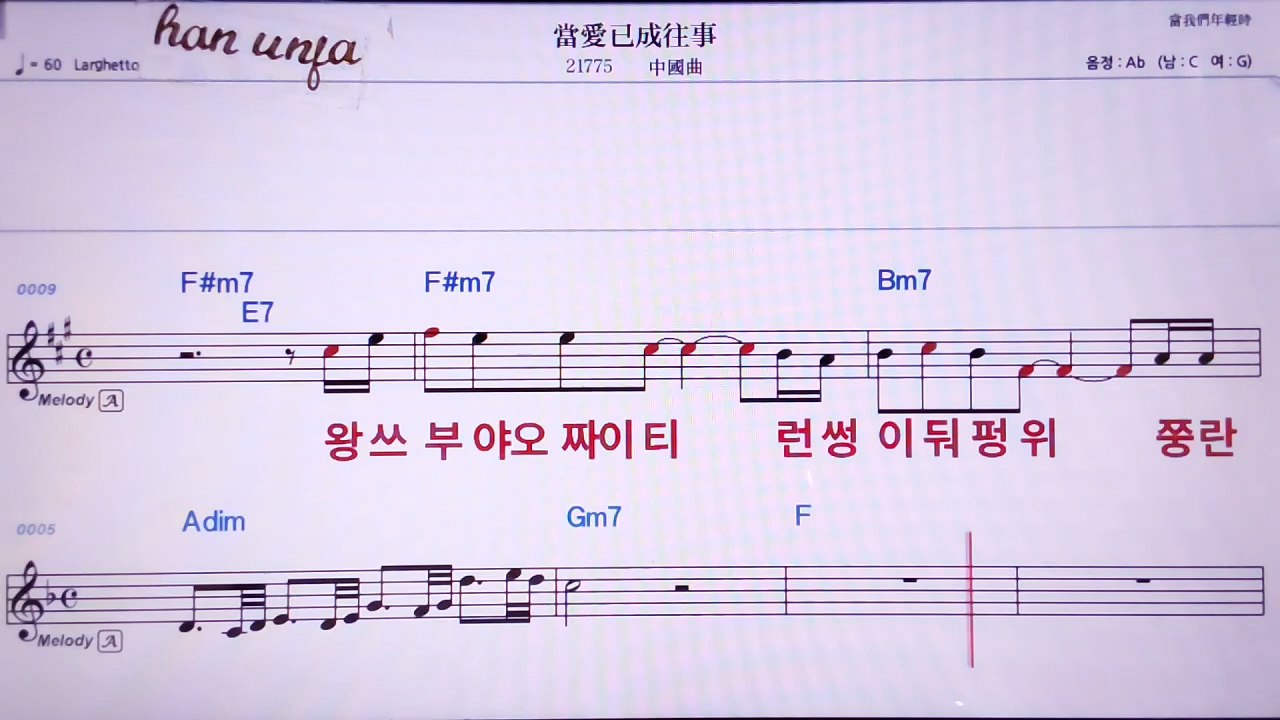 han unfa
當愛已成往事
當我們年輕時
♩= 60 Larghetto
21775 中國曲
음정 : Ab (남 : C 여 : G)
0009
F#m7 F#m7 Bm7
E7
Melody A
왕 쓰 부 야오 짜이 티 런 썽 이 둬 펑 위 쭝 란
0005
Adim Gm7 F
Melody A